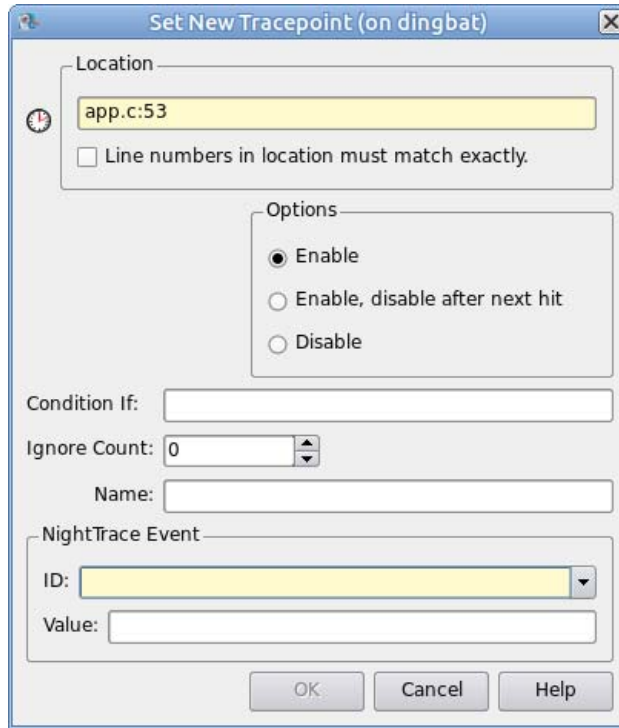 Set New Tracepoint (on dingbat)
Location
app.c:53
Line numbers in location must match exactly.
Options
Enable
Enable, disable after next hit
Disable
Condition If:
Ignore Count: 0
Name:
NightTrace Event
ID:
Value:
OK Cancel Help